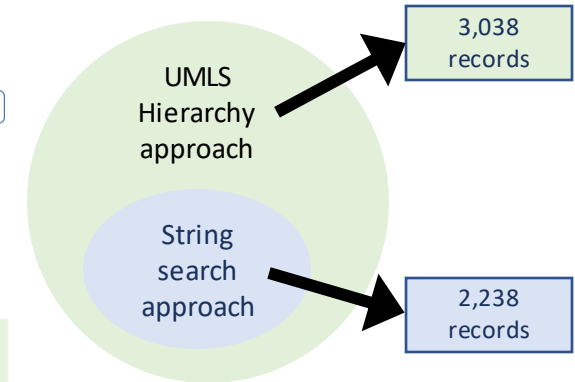 3,038
records
UMLS
Hierarchy
approach
String
search
approach
2,238
records